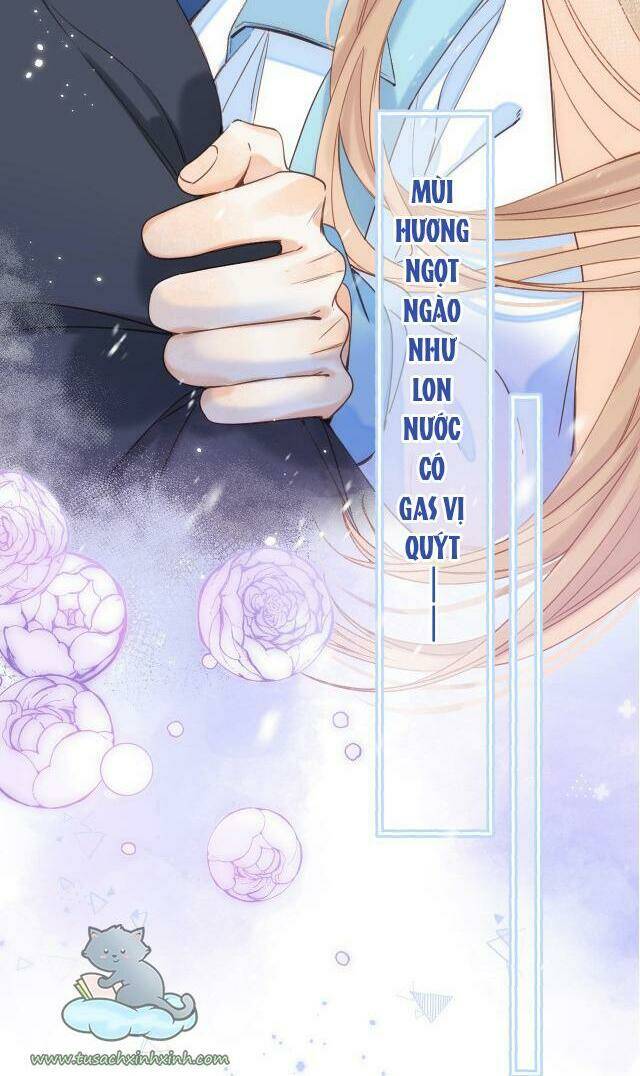 MÙI
HƯƠNG
NGỌT
NGÀO
NHƯ
LON
NƯỚC
CÓ
GAS VỊ
QUÝT——
www.tusachxinhxinh.com